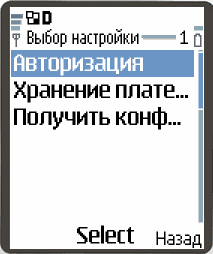 D
Выбор настройки 1
Авторизация
Хранение плате...
Получить конф...
Select
Назад